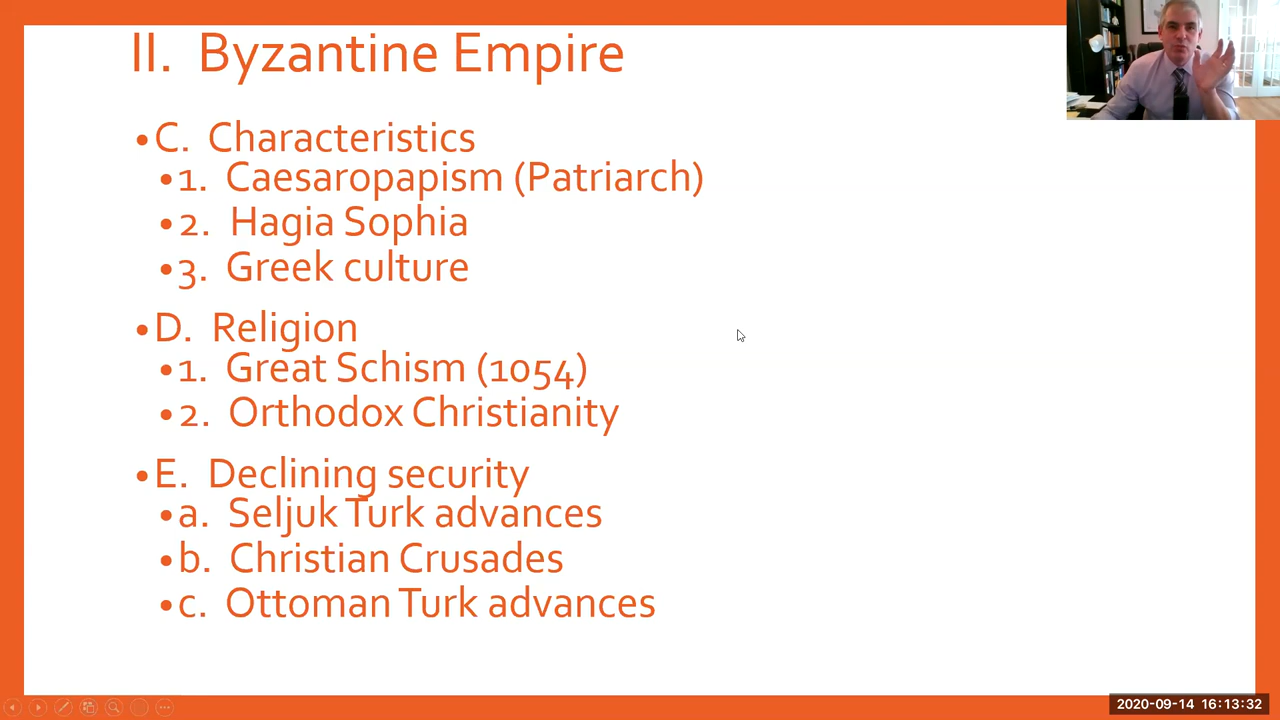 II. Byzantine Empire
•C. Characteristics
•1. Caesaropapism (Patriarch)
•2. Hagia Sophia
•3. Greek culture
•D. Religion
•1. Great Schism (1054)
•2. Orthodox Christianity
•E. Declining security
•a. Seljuk Turk advances
•b. Christian Crusades
•c. Ottoman Turk advances
2020-09-14 16:13:32